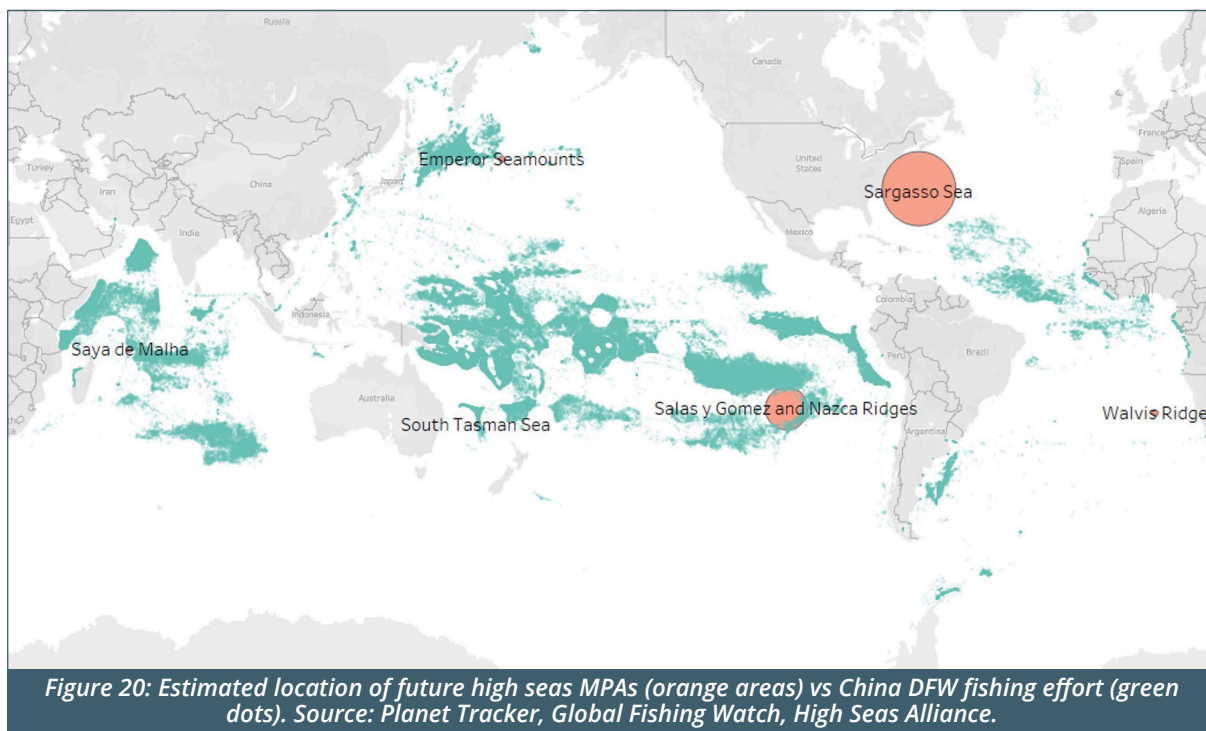 Russia
Canada
Emperor Seamounts
France
Spain
Turkey
Japan
United
States
China
Iran
Sargasso Sea
Algeria
Egypt
India
Mexico
Colombia
Indonesia
Saya de Malha
Peru
Brazil
Australia
Salas y Gomez and Nazca Ridges
Walvis Ridge
South Tasman Sea
Argentina
Figure 20: Estimated location of future high seas MPAs (orange areas) vs China DFW fishing effort (green
dots). Source: Planet Tracker, Global Fishing Watch, High Seas Alliance.